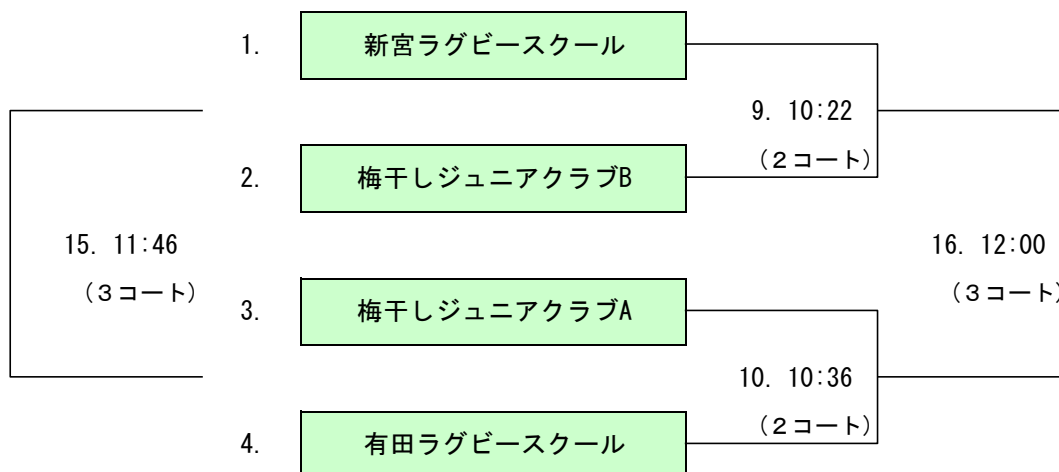 1. 新宮ラグビースクール
9. 10:22
（２コート）
2. 梅干しジュニアクラブB
15. 11:46
（３コート）
16. 12:00
（３コート）
3. 梅干しジュニアクラブA
10. 10:36
（２コート）
4. 有田ラグビースクール